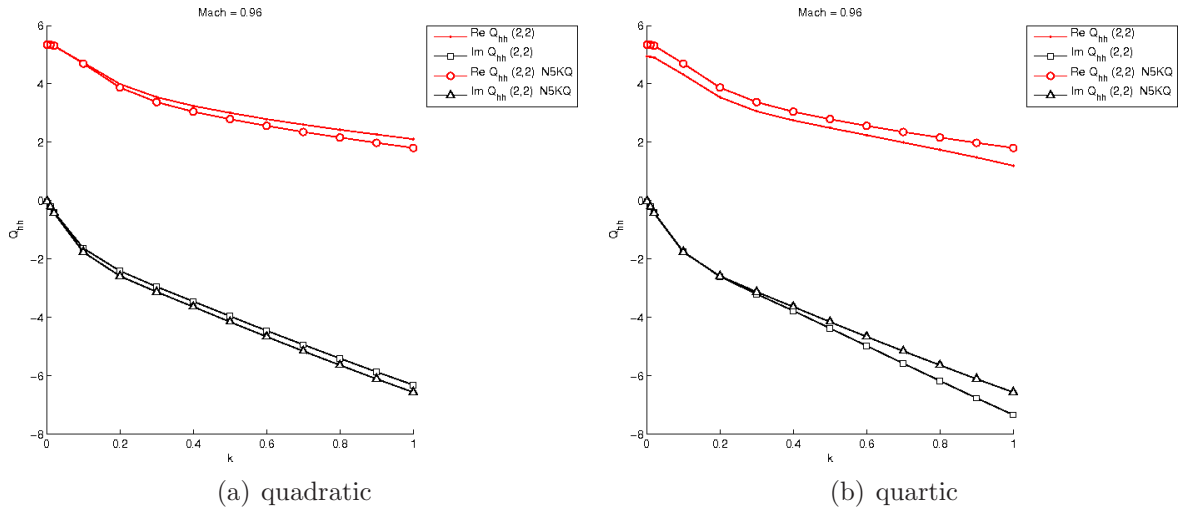 Mach = 0.96
Re Q_hh (2,2)
Im Q_hh (2,2)
Re Q_hh (2,2) N5KQ
Im Q_hh (2,2) N5KQ
6
4
2
0
−2
−4
−6
−8
Q_hh
0
0.2
0.4
0.6
0.8
1
k
(a) quadratic
Mach = 0.96
Re Q_hh (2,2)
Im Q_hh (2,2)
Re Q_hh (2,2) N5KQ
Im Q_hh (2,2) N5KQ
6
4
2
0
−2
−4
−6
−8
Q_hh
0
0.2
0.4
0.6
0.8
1
k
(b) quartic